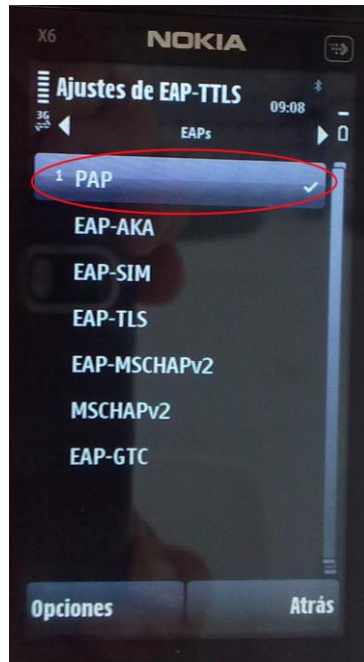 X6 NOKIA
Ajustes de EAP-TTLS
09:08
3G
EAPs
1 PAP
EAP-AKA
EAP-SIM
EAP-TLS
EAP-MSCHAPv2
MSCHAPv2
EAP-GTC
Opciones Atrás